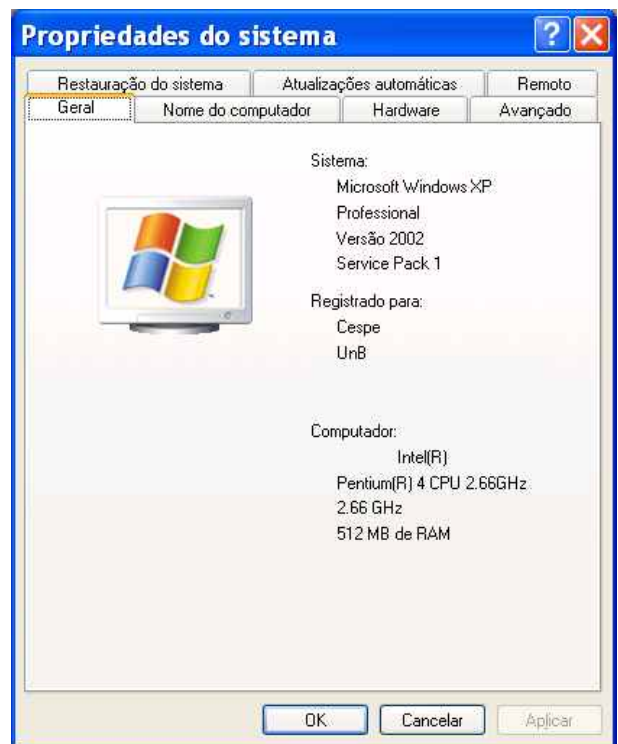 Propriedades do sistema
Restauração do sistema
Atualizações automáticas
Remoto
Geral
Nome do computador
Hardware
Avançado
Sistema:
Microsoft Windows XP
Professional
Versão 2002
Service Pack 1
Registrado para:
Cespe
UnB
Computador:
Intel(R)
Pentium(R) 4 CPU 2.66GHz
2.66 GHz
512 MB de RAM
OK
Cancelar
Aplicar